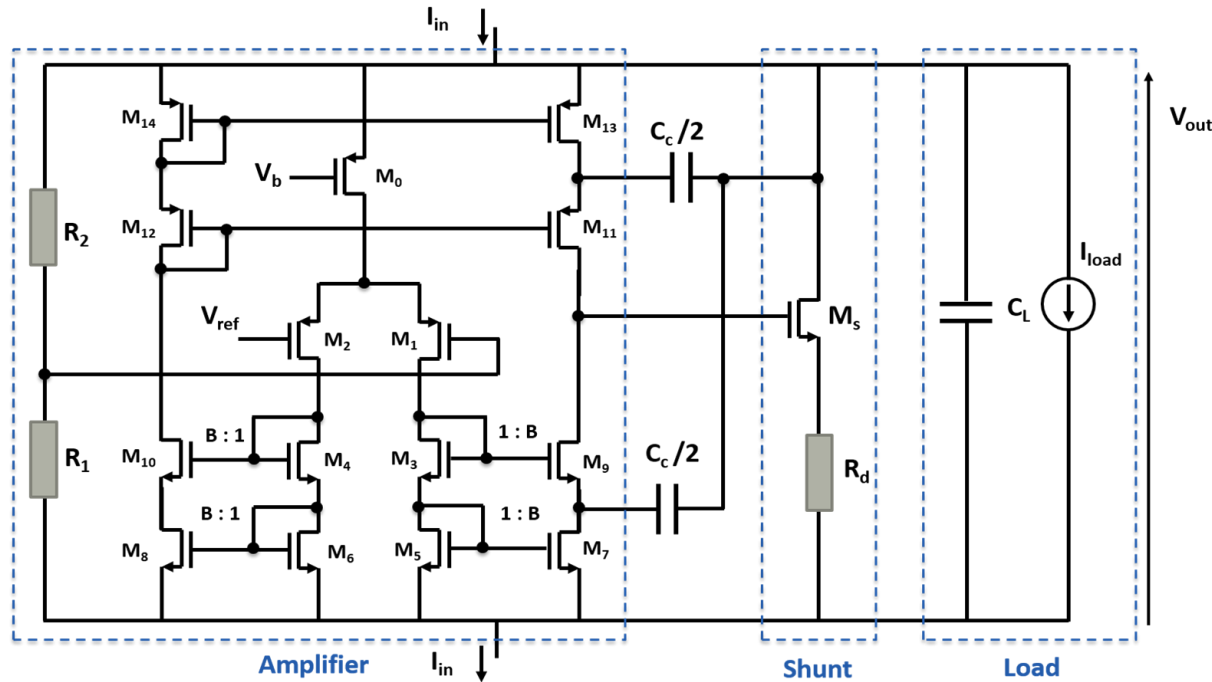 I_in
M_14
M_13
C_c/2
V_out
V_b
M_0
R_2
M_12
M_11
I_load
V_ref
M_2
M_1
M_s
C_L
B : 1
1 : B
R_1
M_10
M_4
M_3
M_9
C_c/2
R_d
B : 1
1 : B
M_8
M_6
M_5
M_7
Amplifier
I_in
Shunt
Load